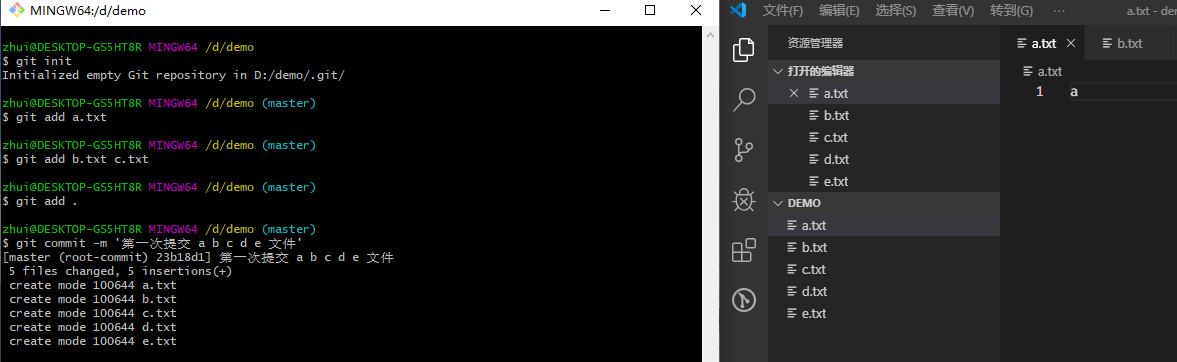 MINGW64:/d/demo
zhui@DESKTOP-GS5HT8R MINGW64 /d/demo
$ git init
Initialized empty Git repository in D:/demo/.git/
zhui@DESKTOP-GS5HT8R MINGW64 /d/demo (master)
$ git add a.txt
zhui@DESKTOP-GS5HT8R MINGW64 /d/demo (master)
$ git add b.txt c.txt
zhui@DESKTOP-GS5HT8R MINGW64 /d/demo (master)
$ git add .
zhui@DESKTOP-GS5HT8R MINGW64 /d/demo (master)
$ git commit -m '第一次提交 a b c d e 文件'
[master (root-commit) 23b18d1] 第一次提交 a b c d e 文件
5 files changed, 5 insertions(+)
create mode 100644 a.txt
create mode 100644 b.txt
create mode 100644 c.txt
create mode 100644 d.txt
create mode 100644 e.txt
文件(F) 编辑(E) 选择(S) 查看(V) 转到(G) ··· a.txt - de
资源管理器
打开的编辑器
a.txt
b.txt
c.txt
d.txt
e.txt
DEMO
a.txt
b.txt
c.txt
d.txt
e.txt
a.txt b.txt
a.txt
1 a